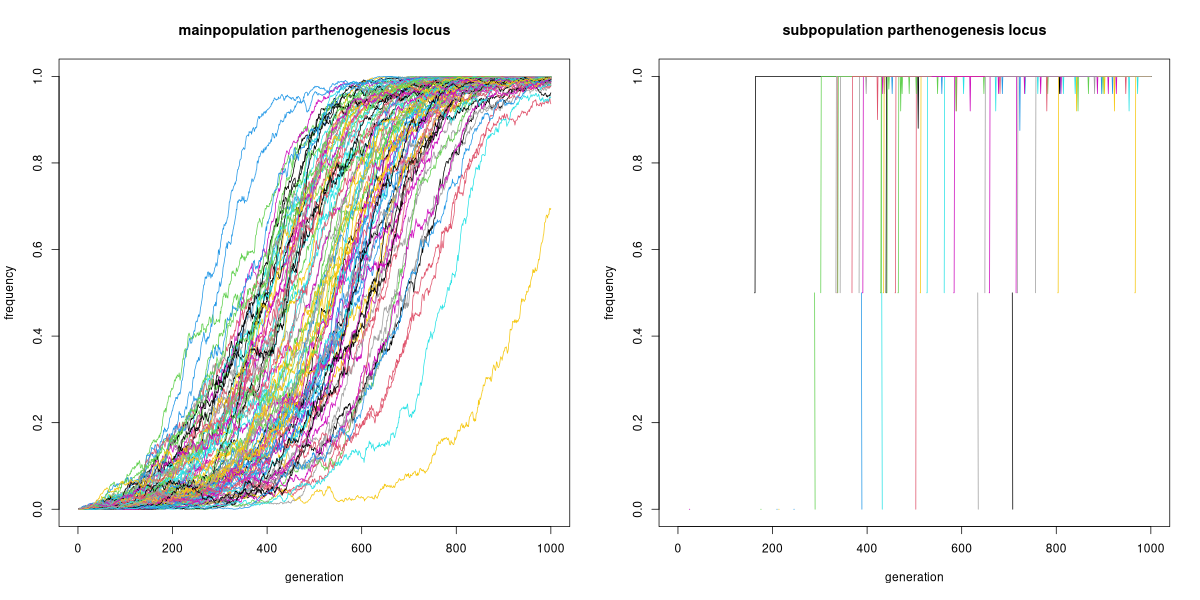 mainpopulation parthenogenesis locus
frequency
0.0 0.2 0.4 0.6 0.8 1.0
0 200 400 600 800 1000
generation
subpopulation parthenogenesis locus
frequency
0.0 0.2 0.4 0.6 0.8 1.0
0 200 400 600 800 1000
generation